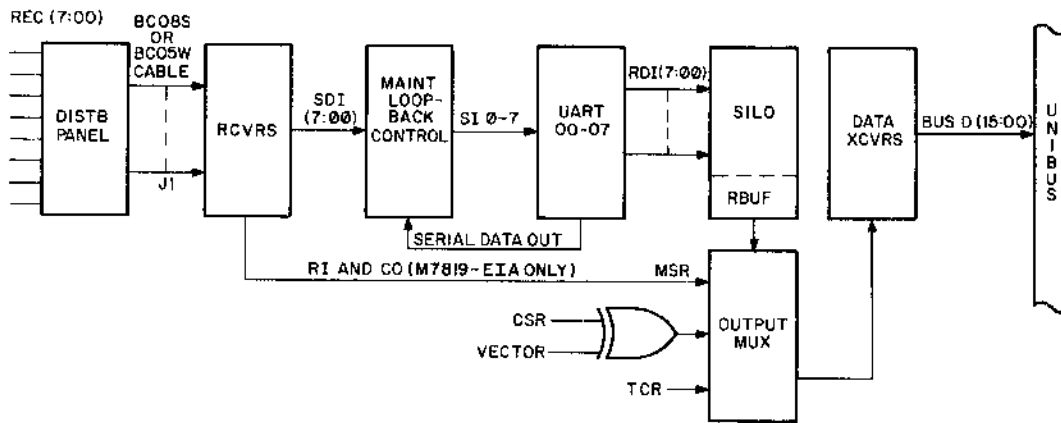 REC (7:00)
BC08S
OR
BC05W
CABLE
DISTB
PANEL
J1
RCVRS
SDI
(7:00)
MAINT
LOOP-
BACK
CONTROL
SI 0-7
UART
00-07
RDI(7:00)
SILO
RBUF
DATA
XCVRS
BUS D (15:00)
UNIBUS
SERIAL DATA OUT
RI AND CO (M7819-EIA ONLY)
MSR
CSR
VECTOR
TCR
OUTPUT
MUX